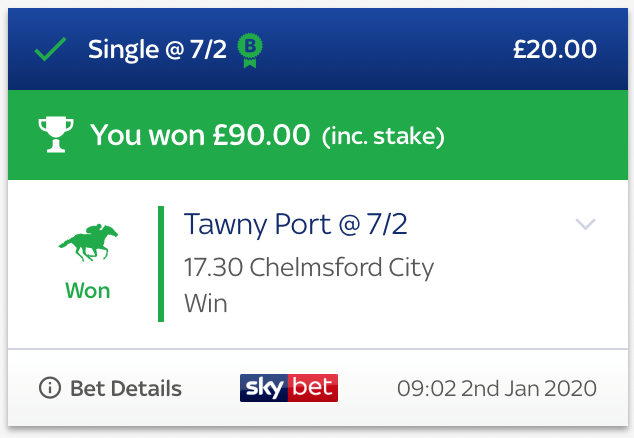 Single @ 7/2 B £20.00
You won £90.00 (inc. stake)
Tawny Port @ 7/2
17.30 Chelmsford City
Won
Win
Bet Details sky bet 09:02 2nd Jan 2020